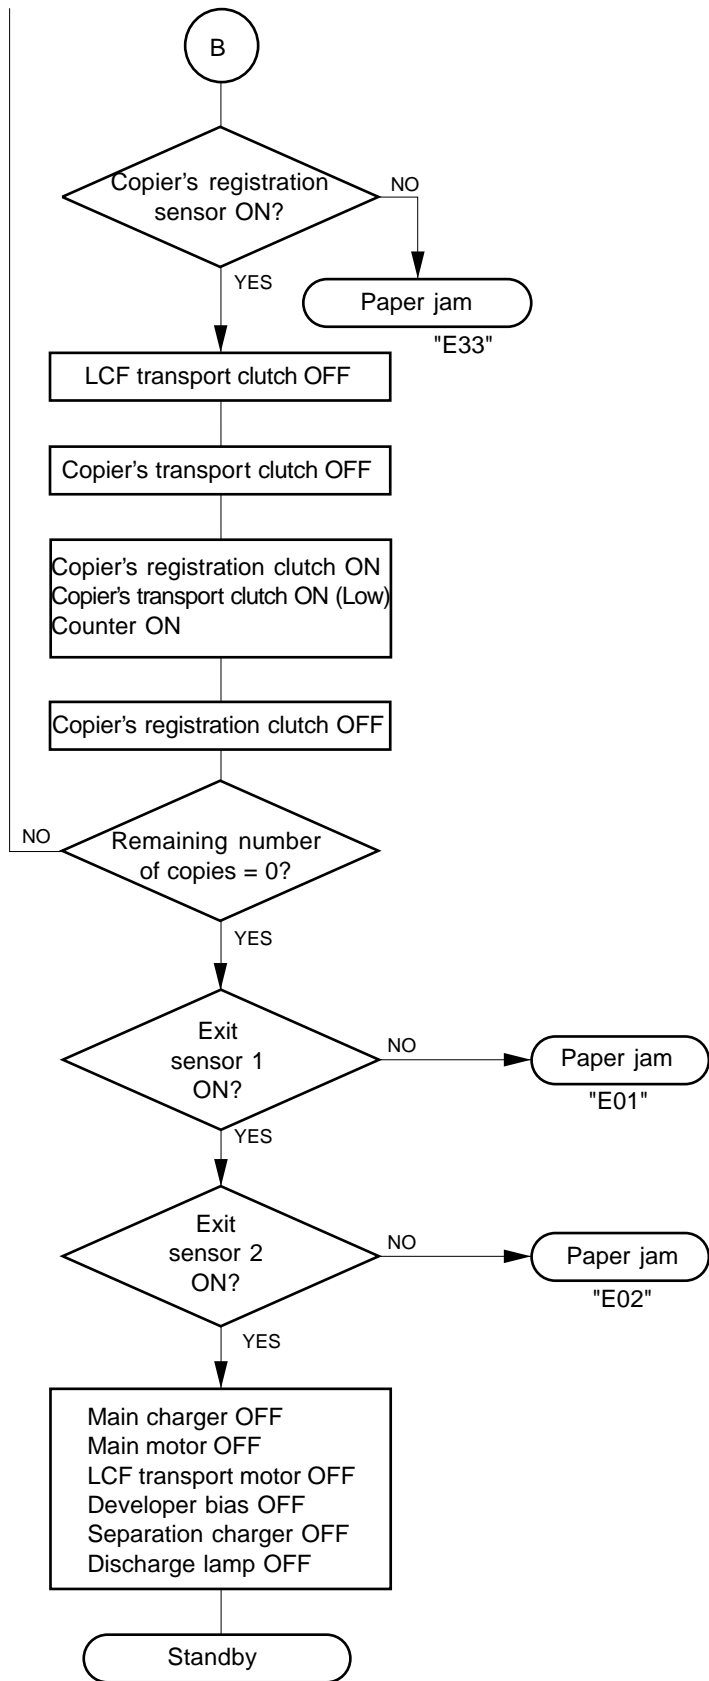 B
Copier’s registration
sensor ON?
NO
YES
Paper jam
"E33"
LCF transport clutch OFF
Copier’s transport clutch OFF
Copier’s registration clutch ON
Copier’s transport clutch ON (Low)
Counter ON
Copier’s registration clutch OFF
NO
Remaining number
of copies = 0?
YES
Exit
sensor 1
ON?
NO
Paper jam
"E01"
YES
Exit
sensor 2
ON?
NO
Paper jam
"E02"
YES
Main charger OFF
Main motor OFF
LCF transport motor OFF
Developer bias OFF
Separation charger OFF
Discharge lamp OFF
Standby